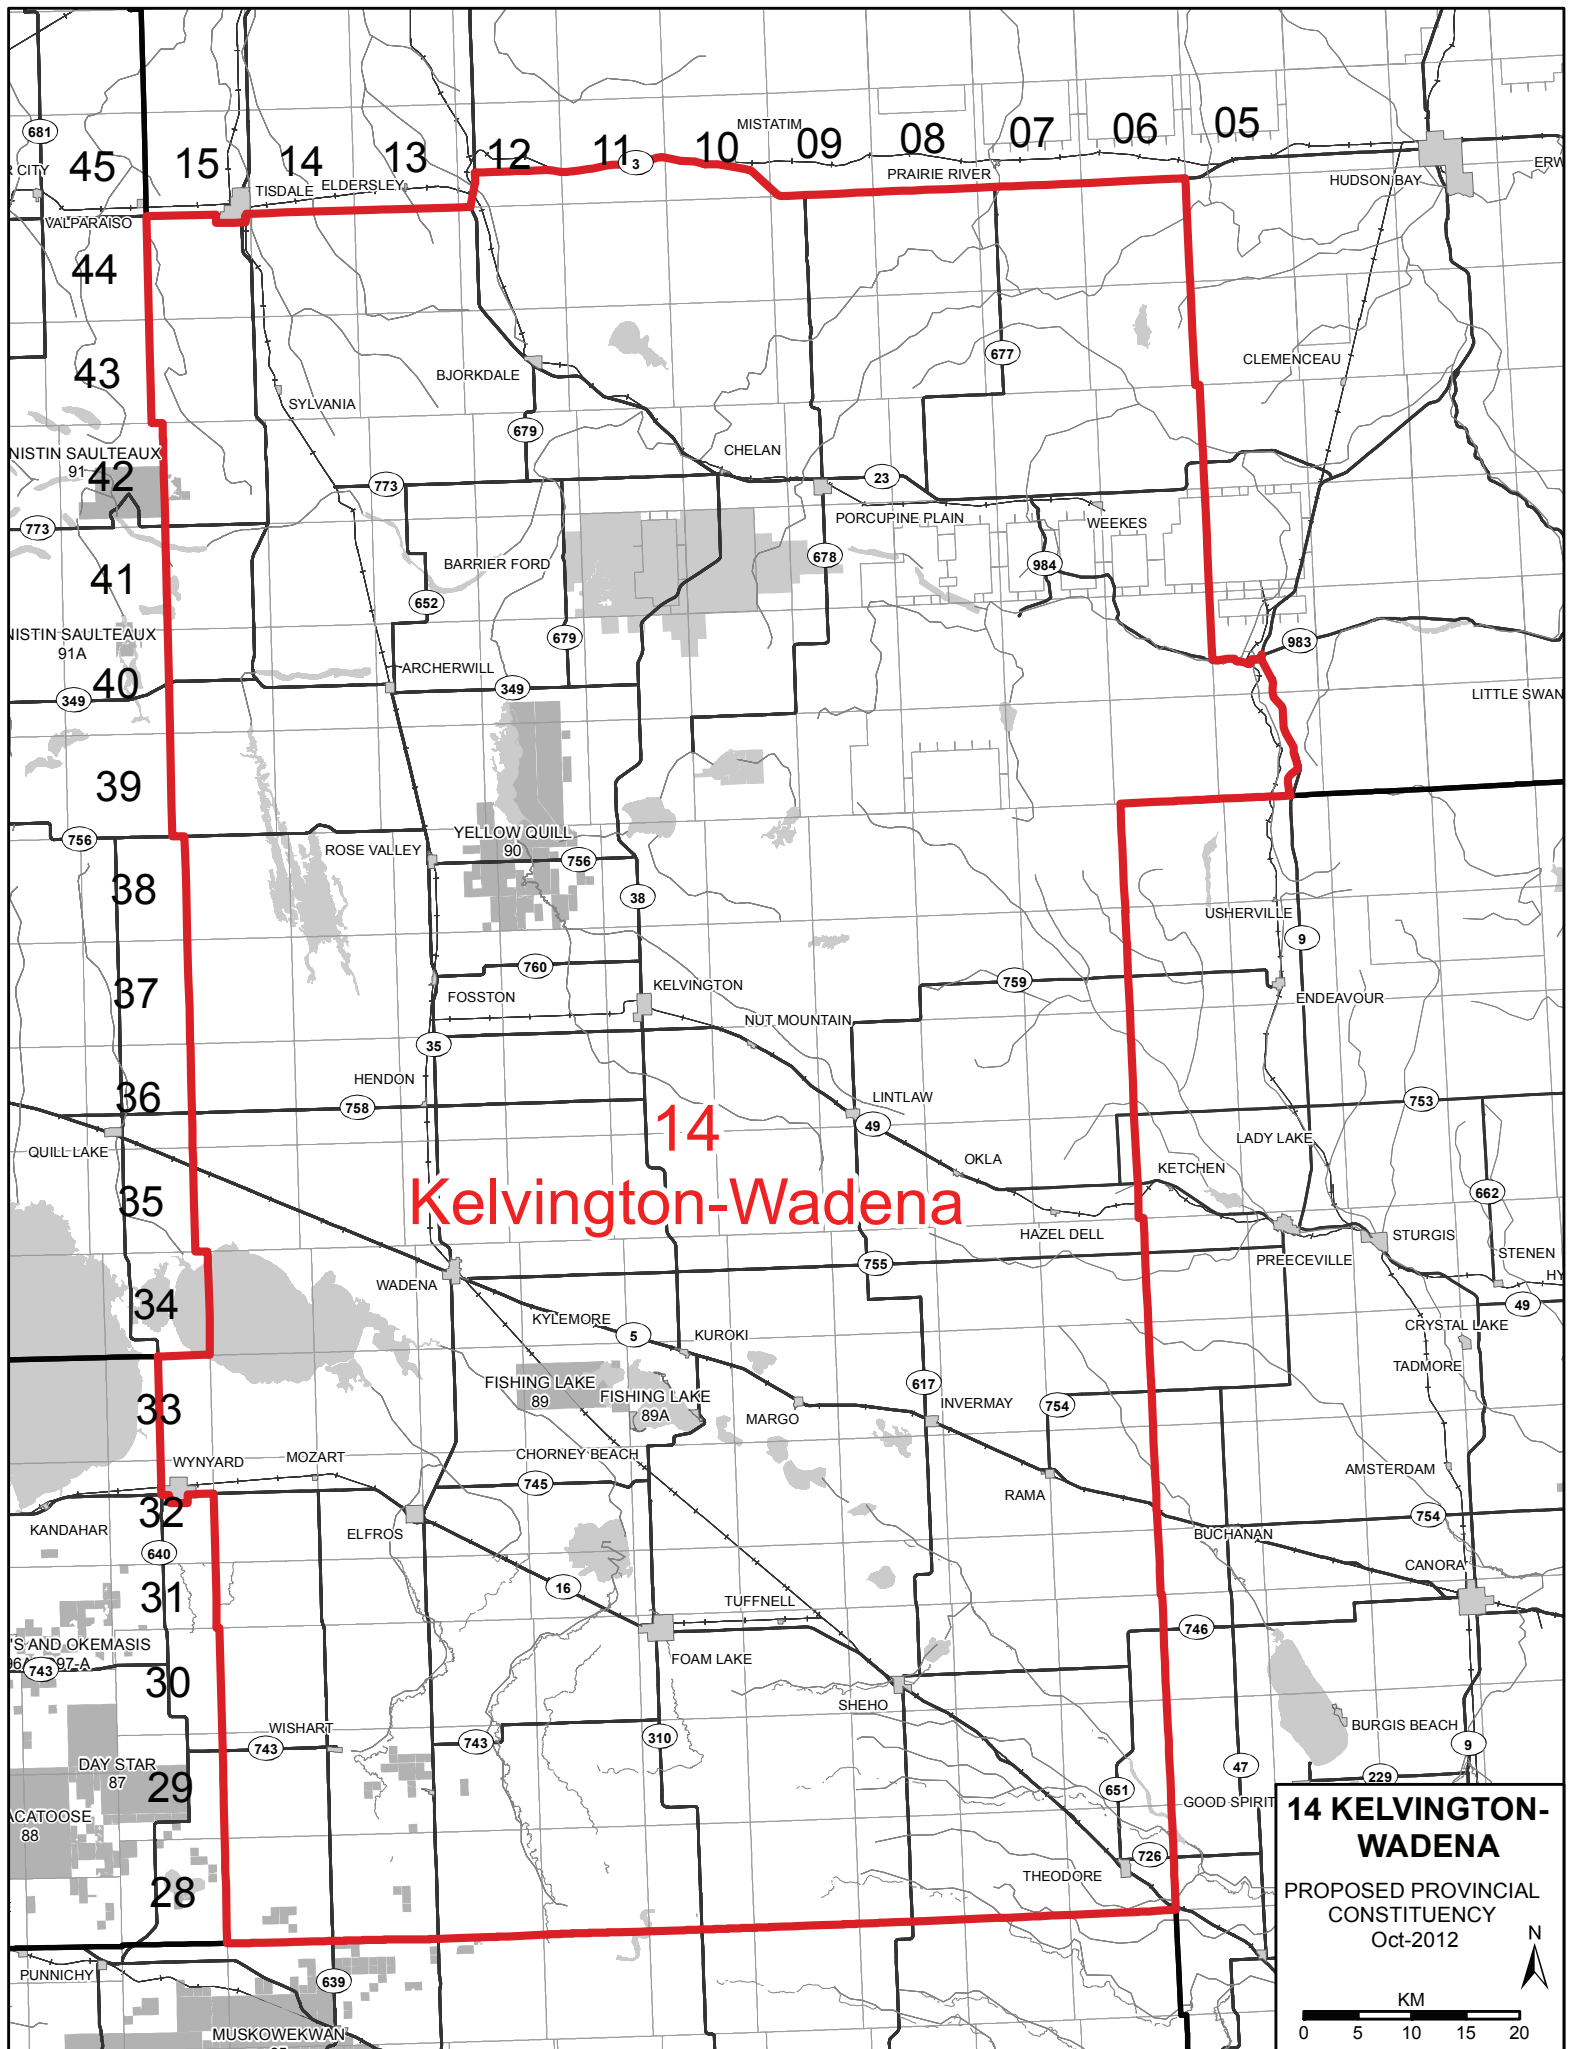 681
R CITY
45
15
14
13
12
11
3
10
MISTATIM
09
08
07
06
05
PRAIRIE RIVER
HUDSON BAY
ERW
TISDALE
ELDERSLEY
VALPARAISO
44
43
SYLVANIA
BJORKDALE
677
CLEMENCEAU
679
CHELAN
NISTIN SAULTEAUX
91
42
773
23
773
PORCUPINE PLAIN
WEEKES
41
BARRIER FORD
678
984
652
NISTIN SAULTEAUX
91A
679
983
40
ARCHERWILL
349
349
LITTLE SWAN
39
756
ROSE VALLEY
YELLOW QUILL
90
756
38
38
USHERVILLE
9
37
760
FOSSTON
KELVINGTON
759
ENDEAVOUR
NUT MOUNTAIN
35
HENDON
36
758
14
LINTLAW
49
753
QUILL LAKE
LADY LAKE
OKLA
KETCHEN
35
Kelvington-Wadena
662
HAZEL DELL
STURGIS
PREECEVILLE
STENEN
HY
WADENA
755
34
49
KYLEMORE
5
KUROKI
CRYSTAL LAKE
TADMORE
33
FISHING LAKE
89
FISHING LAKE
89A
617
MARGO
INVERMAY
754
WYNYARD
MOZART
CHORNEY BEACH
AMSTERDAM
745
RAMA
32
KANDAHAR
ELFROS
754
BUCHANAN
640
CANORA
31
16
TUFFNELL
746
'S AND OKEMASIS
96A
97-A
743
FOAM LAKE
30
SHEHO
WISHART
743
743
310
BURGIS BEACH
9
DAY STAR
87
29
47
229
651
GOOD SPIRIT
ACATOOSE
88
THEODORE
726
28
PUNNICHY
639
MUSKOWEKWAN
14 KELVINGTON-
WADENA
PROPOSED PROVINCIAL
CONSTITUENCY
Oct-2012
N
KM
0 5 10 15 20